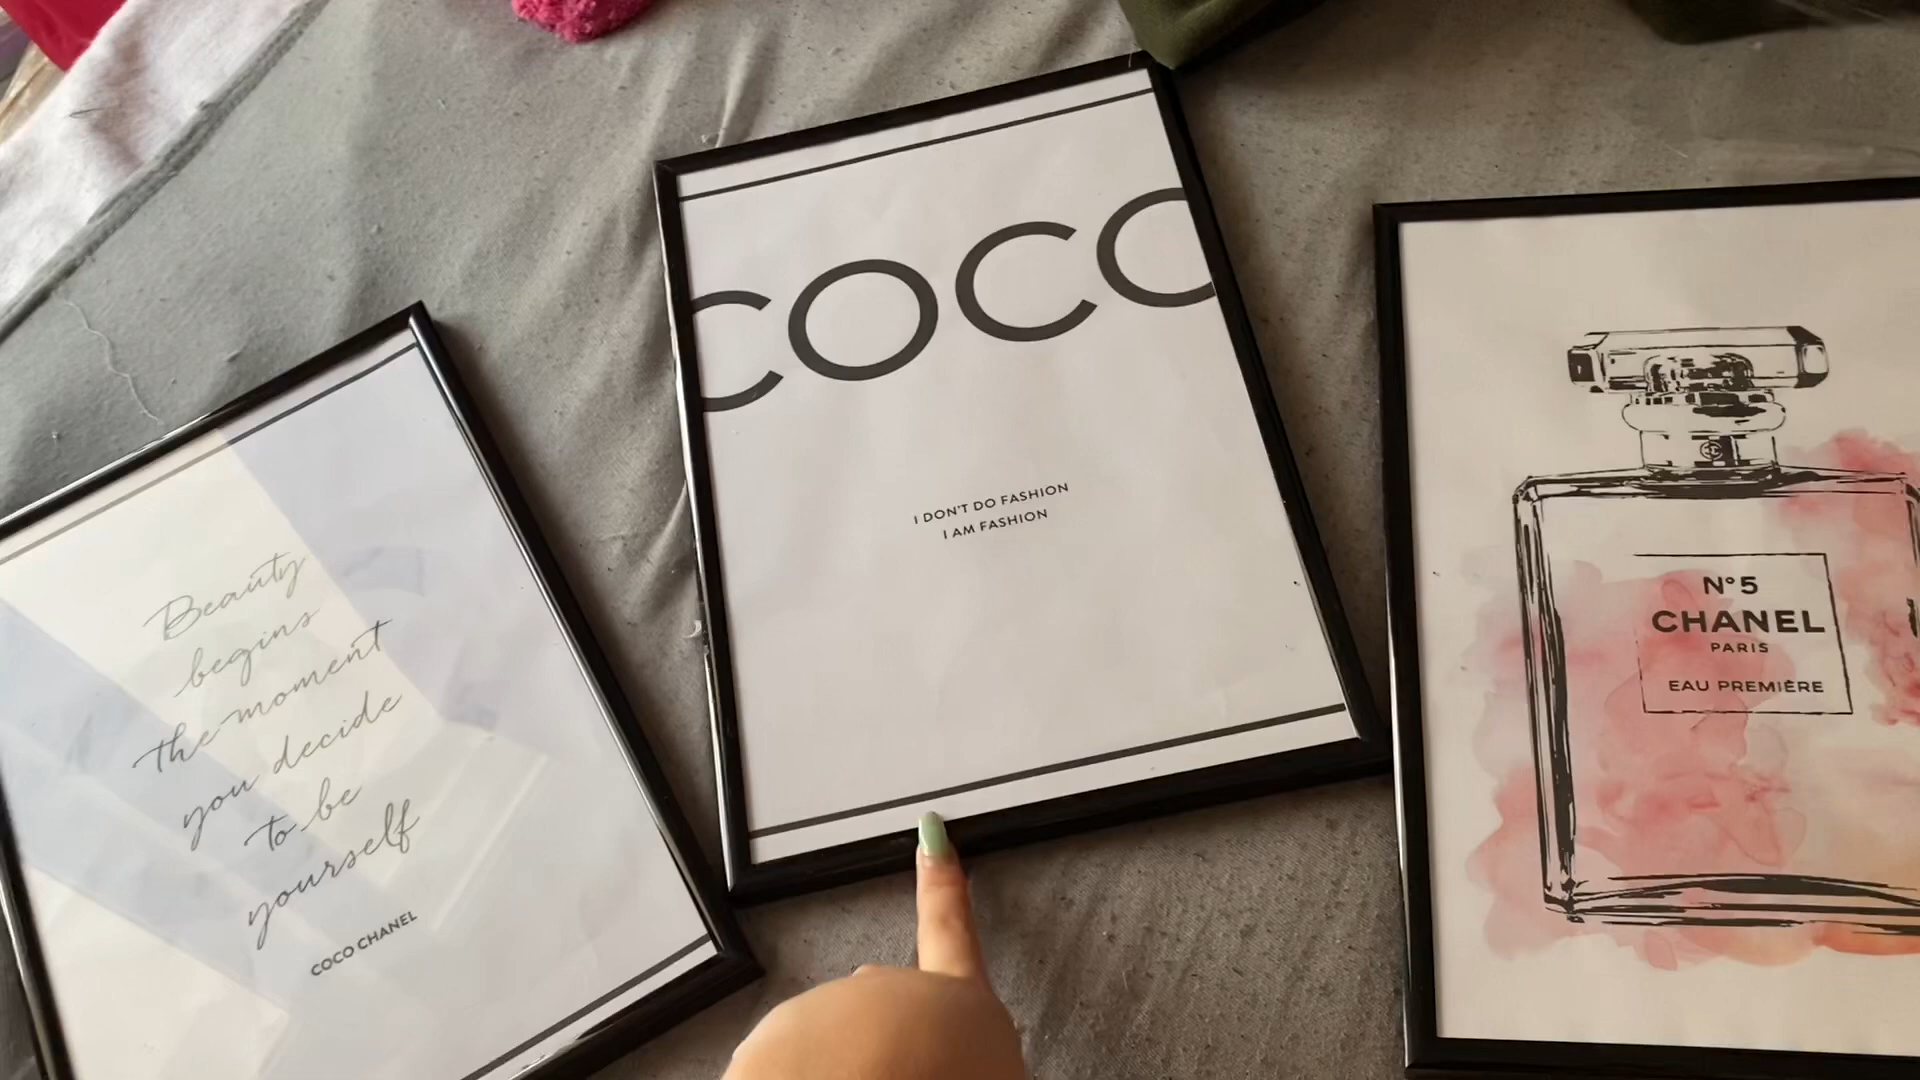 Beauty
begins
the moment
you decide
to be
yourself
COCO CHANEL
COCO
I DON'T DO FASHION
I AM FASHION
N°5
CHANEL
PARIS
EAU PREMIÈRE